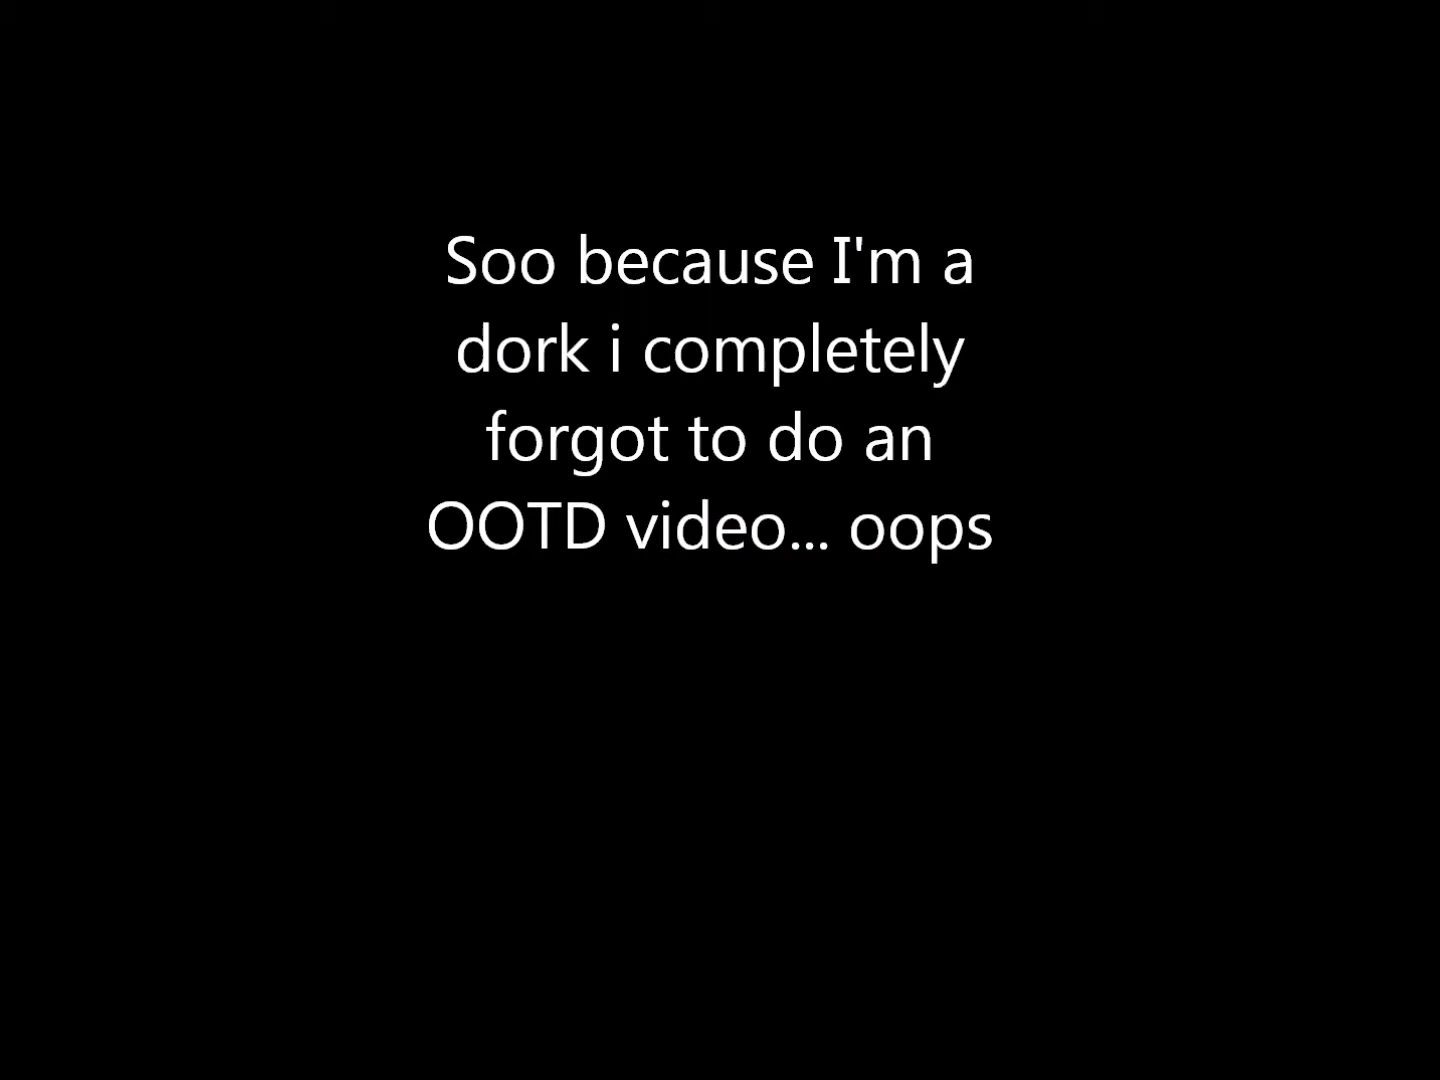 Soo because I'm a
dork i completely
forgot to do an
OOTD video... oops